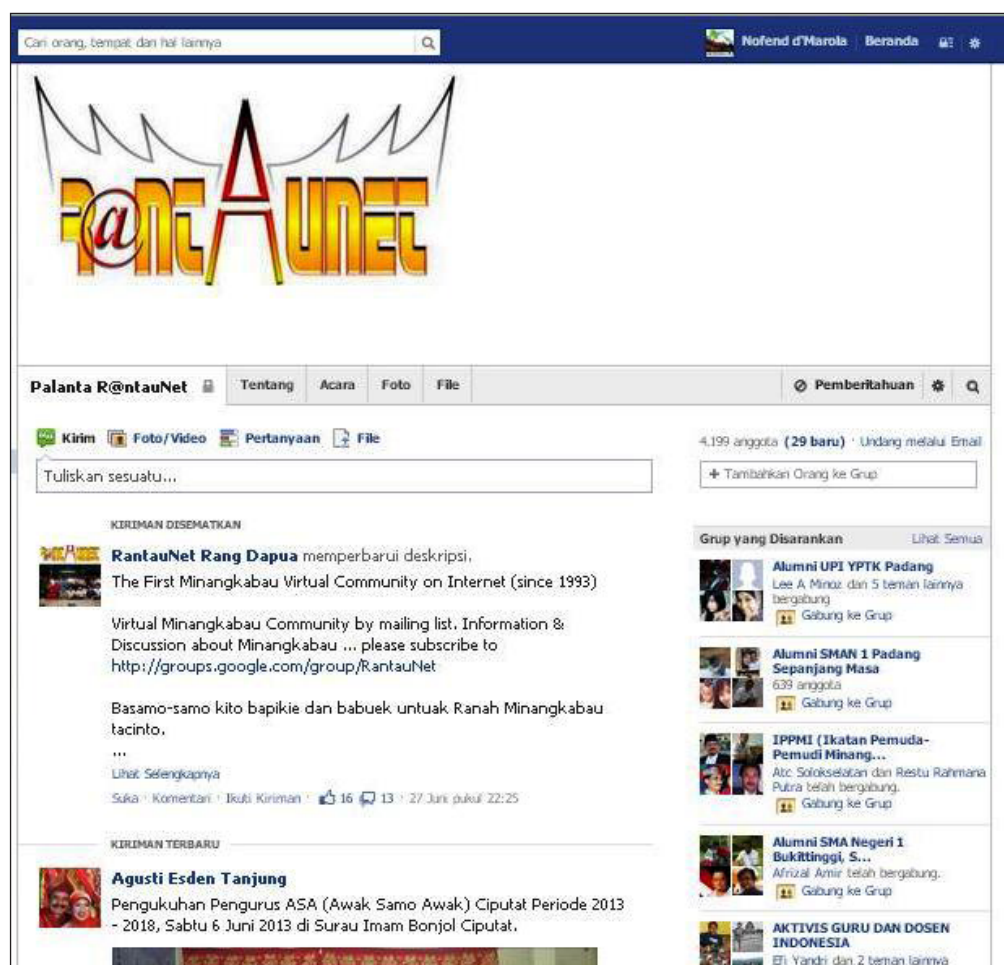 Cari orang, tempat dan hal lainnya
Nofend d'Marola Beranda
R@ntAunet
Palanta R@ntauNet Tentang Acara Foto File Pemberitahuan
Kirim Foto/Video Pertanyaan File
Tuliskan sesuatu...
4.199 anggota (29 baru) · Undang melalui Email
+ Tambahkan Orang ke Grup
KIRIMAN DISEMATKAN
RantauNet Rang Dapua memperbarui deskripsi.
The First Minangkabau Virtual Community on Internet (since 1993)
Virtual Minangkabau Community by mailing list. Information &
Discussion about Minangkabau ... please subscribe to
http://groups.google.com/group/RantauNet
Basamo-samo kito bapikie dan babuek untuak Ranah Minangkabau
tacinto.
...
Lihat Selengkapnya
Suka · Komentari · Ikuti Kiriman · 16 13 · 27 Juni pukul 22:25
KIRIMAN TERBARU
Agusti Esden Tanjung
Pengukuhan Pengurus ASA (Awak Samo Awak) Ciputat Periode 2013
- 2018, Sabtu 6 Juni 2013 di Surau Imam Bonjol Ciputat.
Grup yang Disarankan Lihat Semua
Alumni UPI YPTK Padang
Lee A Minoz dan 5 teman lainnya
bergabung
Gabung ke Grup
Alumni SMAN 1 Padang
Sepanjang Masa
639 anggota
Gabung ke Grup
IPPMI (Ikatan Pemuda-
Pemudi Minang...
Atc Solokselatan dan Restu Rahmana
Putra telah bergabung.
Gabung ke Grup
Alumni SMA Negeri 1
Bukittinggi, S...
Afrizal Amir telah bergabung.
Gabung ke Grup
AKTIVIS GURU DAN DOSEN
INDONESIA
Efi Yandri dan 2 teman lainnya